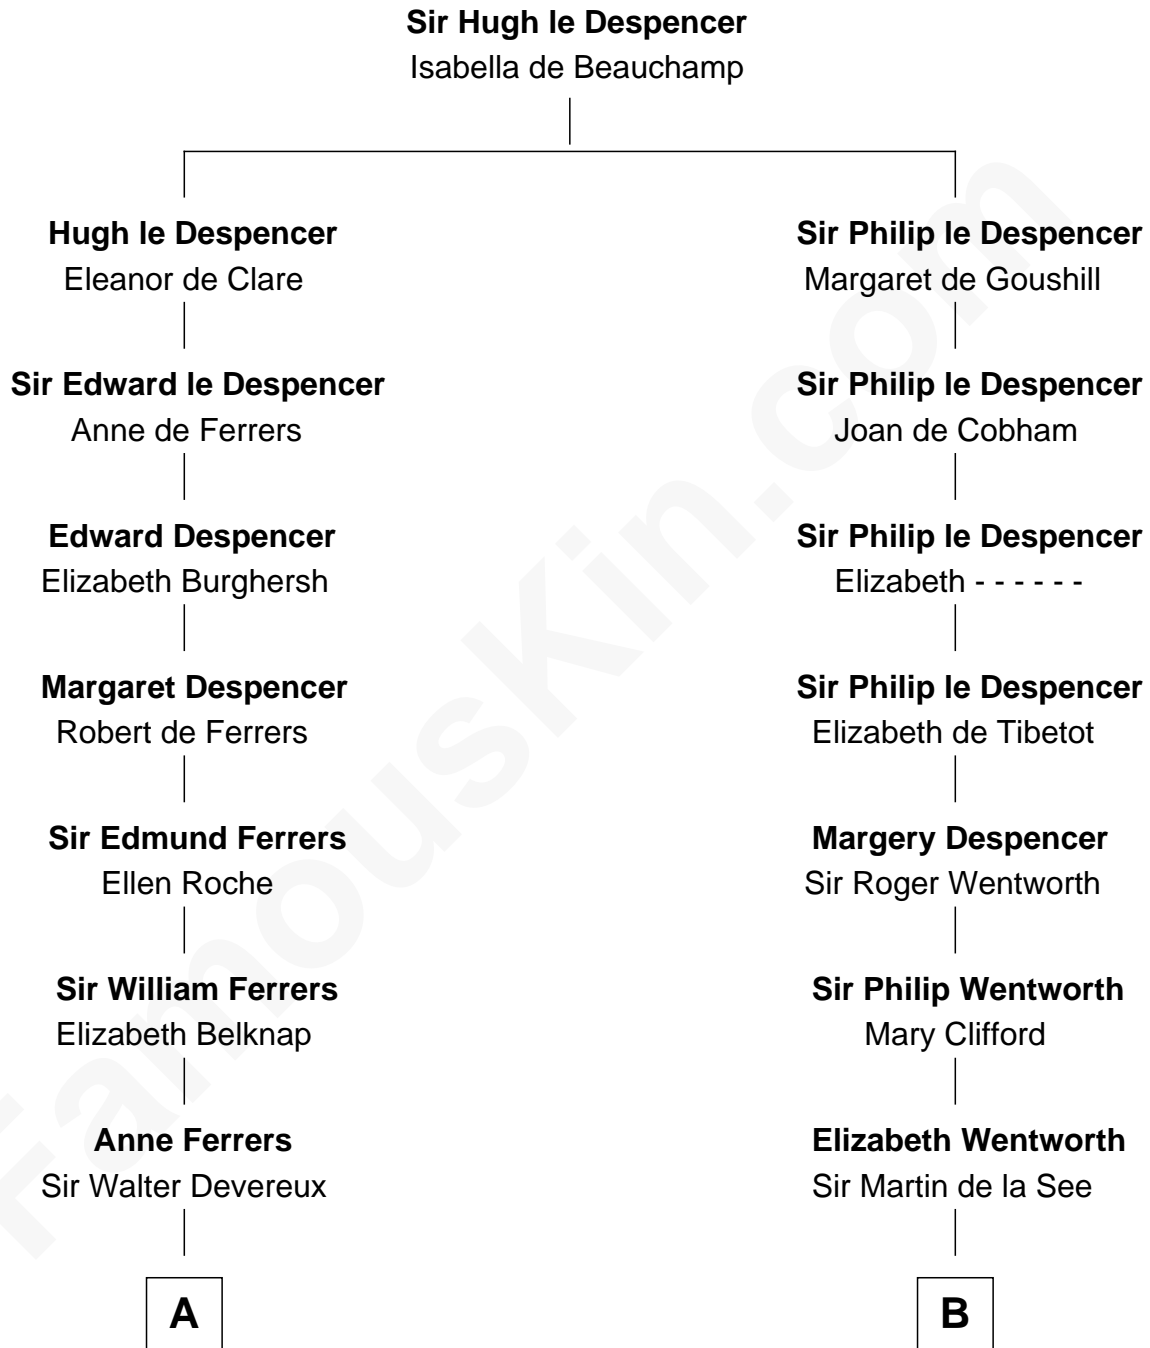 Sir Hugh le Despencer
Isabella de Beauchamp
Hugh le Despencer
Eleanor de Clare
Sir Philip le Despencer
Margaret de Goushill
Sir Edward le Despencer
Anne de Ferrers
Sir Philip le Despencer
Joan de Cobham
Edward Despencer
Elizabeth Burghersh
Sir Philip le Despencer
Elizabeth - - - - - -
Margaret Despencer
Robert de Ferrers
Sir Philip le Despencer
Elizabeth de Tibetot
Sir Edmund Ferrers
Ellen Roche
Margery Despencer
Sir Roger Wentworth
Sir William Ferrers
Elizabeth Belknap
Sir Philip Wentworth
Mary Clifford
Anne Ferrers
Sir Walter Devereux
Elizabeth Wentworth
Sir Martin de la See
A
B
FamousKin.com